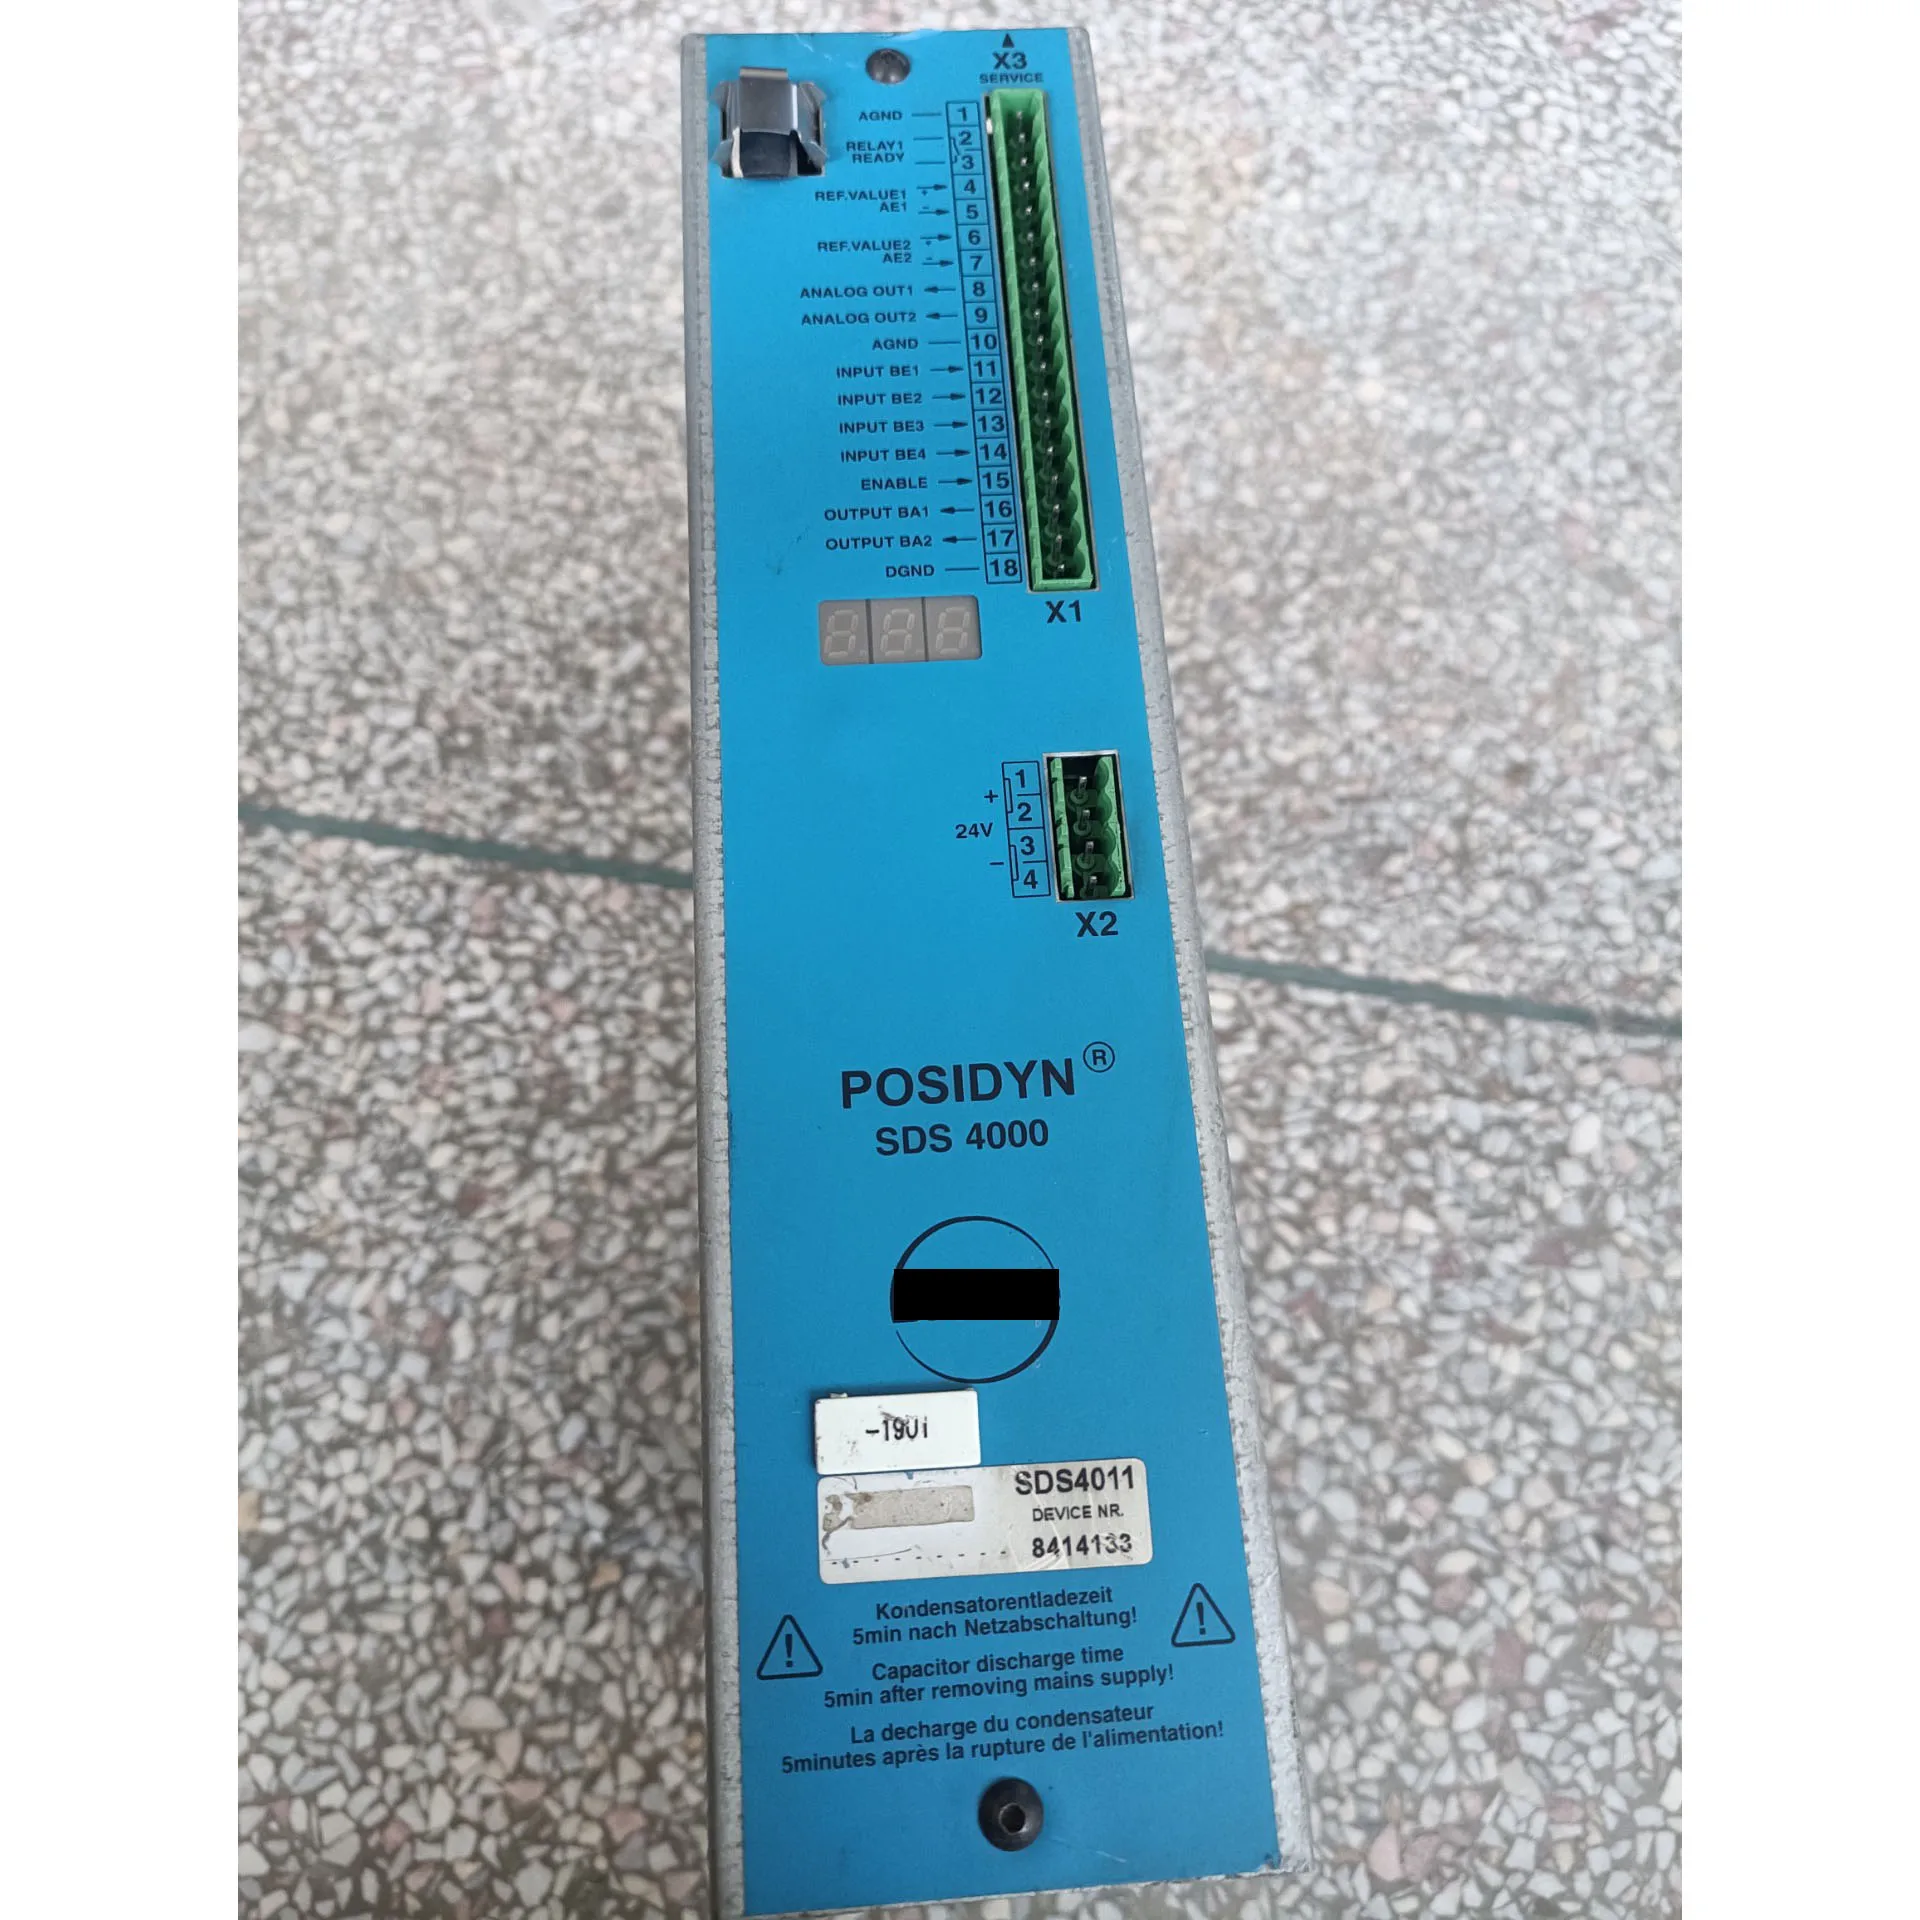 X3
SERVICE
AGND 1
RELAY1 2
READY 3
REF.VALUE1 + 4
AE1 - 5
REF.VALUE2 + 6
AE2 - 7
ANALOG OUT1 8
ANALOG OUT2 9
AGND 10
INPUT BE1 11
INPUT BE2 12
INPUT BE3 13
INPUT BE4 14
ENABLE 15
OUTPUT BA1 16
OUTPUT BA2 17
DGND 18
X1
1
+
2
24V
3
-
4
X2
POSIDYN®
SDS 4000
SDS4011
DEVICE NR.
8414133
Kondensatorentladezeit
5min nach Netzabschaltung!
Capacitor discharge time
5min after removing mains supply!
La decharge du condensateur
5minutes après la rupture de l'alimentation!